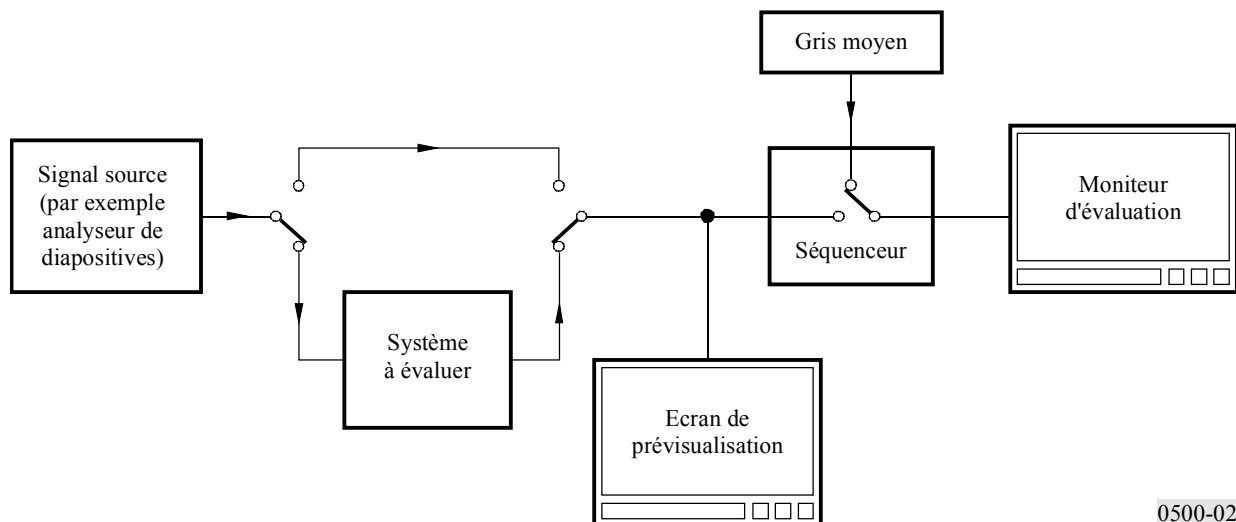 Gris moyen
Signal source
(par exemple
analyseur de
diapositives)
Séquenceur
Moniteur
d'évaluation
Système
à évaluer
Ecran de
prévisualisation
0500-02